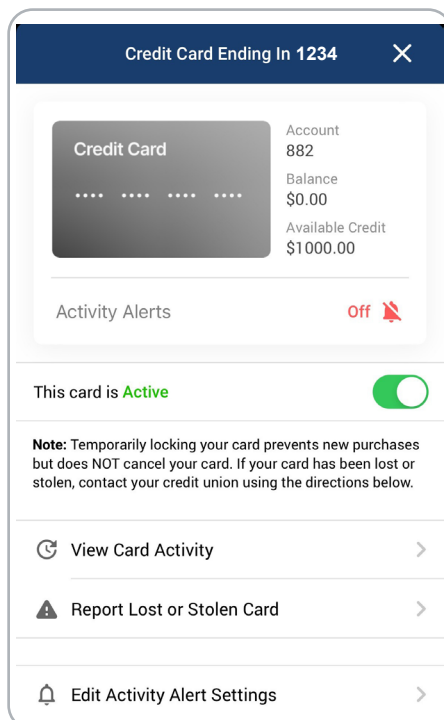 Credit Card Ending In 1234
Credit Card
Account
882
Balance
$0.00
Available Credit
$1000.00
Activity Alerts
Off
This card is Active
Note: Temporarily locking your card prevents new purchases
but does NOT cancel your card. If your card has been lost or
stolen, contact your credit union using the directions below.
View Card Activity
Report Lost or Stolen Card
Edit Activity Alert Settings